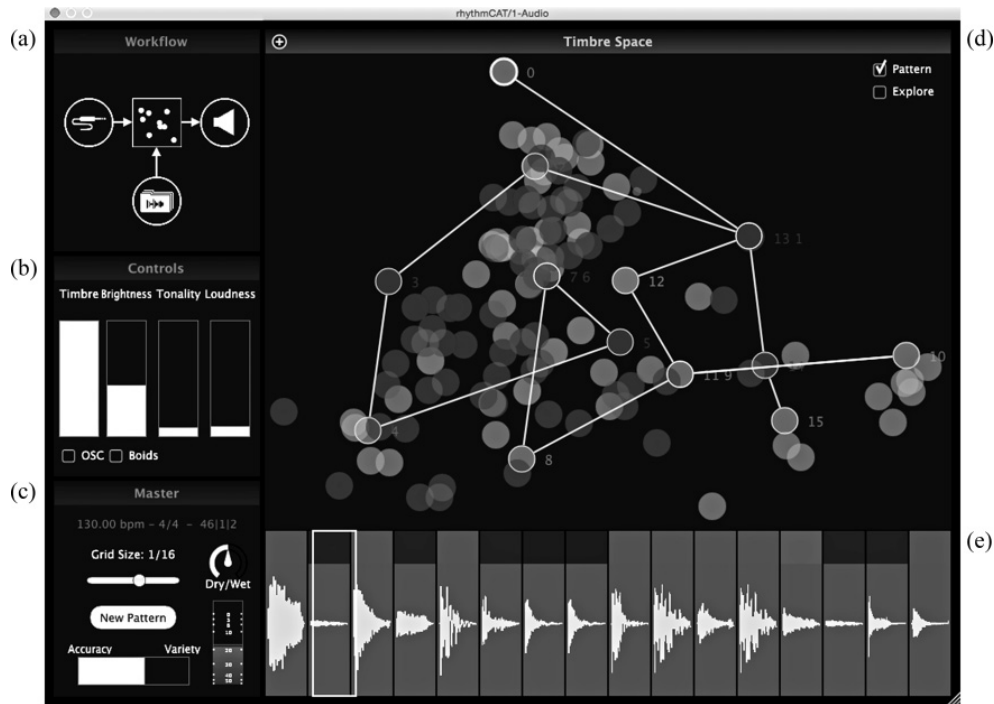 rhythmCAT/1-Audio
(a)
Workflow
Timbre Space
(d)
Pattern
Explore
0
13 1
3
7 6
12
5
10
11 9
4
15
8
(b)
Controls
Timbre Brightness Tonality Loudness
OSC Boids
(c)
Master
130.00 bpm - 4/4 - 46|1|2
Grid Size: 1/16
Dry/Wet
New Pattern
Accuracy Variety
(e)